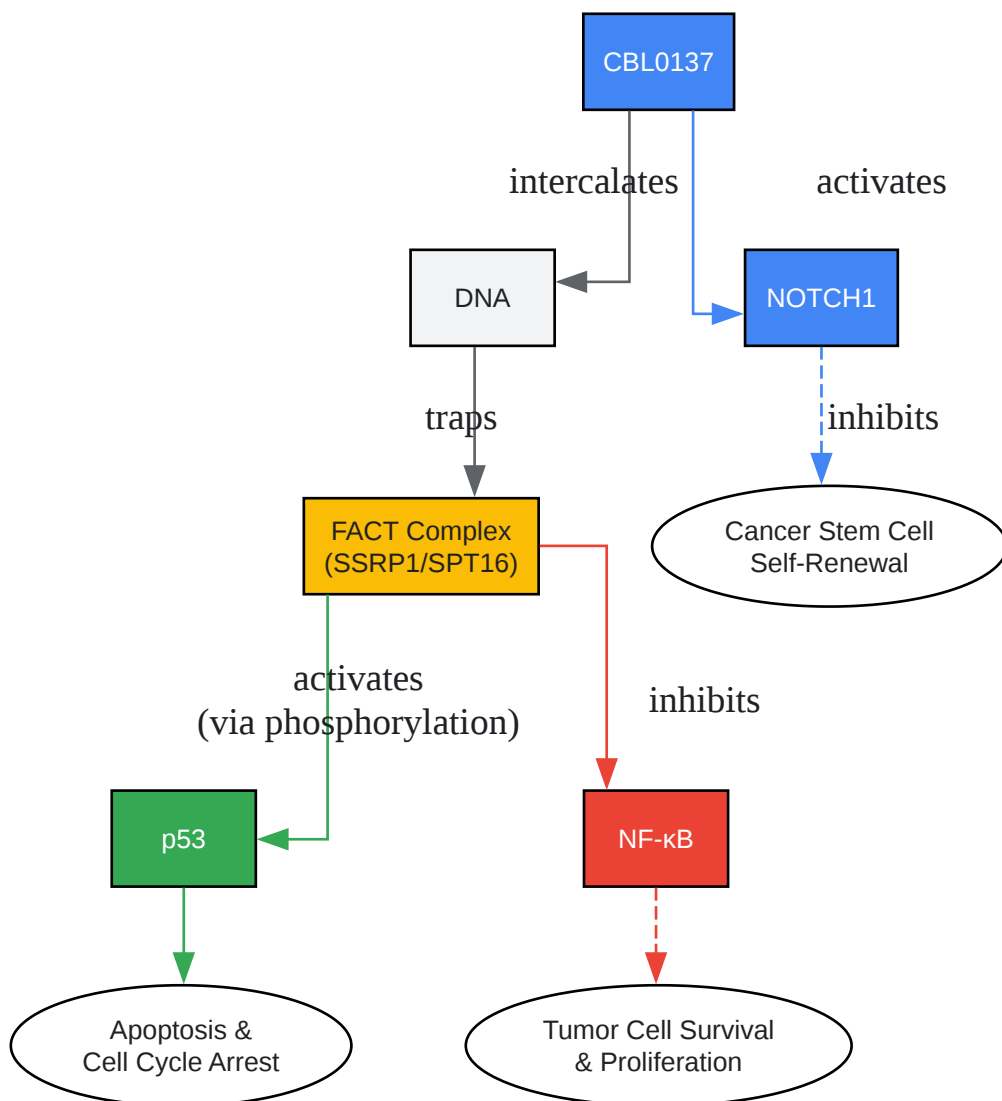 CBL0137
intercalates
activates
DNA
NOTCH1
traps
inhibits
FACT Complex
(SSRP1/SPT16)
Cancer Stem Cell
Self-Renewal
activates
(via phosphorylation)
inhibits
p53
NF-κB
Apoptosis &
Cell Cycle Arrest
Tumor Cell Survival
& Proliferation